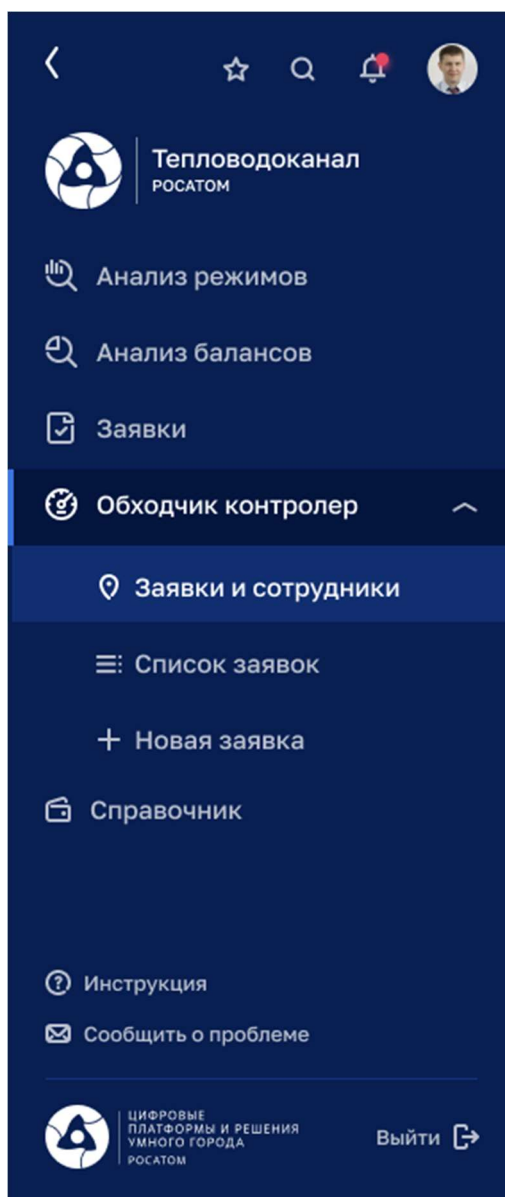 Тепловодоканал
РОСАТОМ
Анализ режимов
Анализ балансов
Заявки
Обходчик контролер
Заявки и сотрудники
Список заявок
Новая заявка
Справочник
Инструкция
Сообщить о проблеме
ЦИФРОВЫЕ
ПЛАТФОРМЫ И РЕШЕНИЯ
УМНОГО ГОРОДА
РОСАТОМ
Выйти